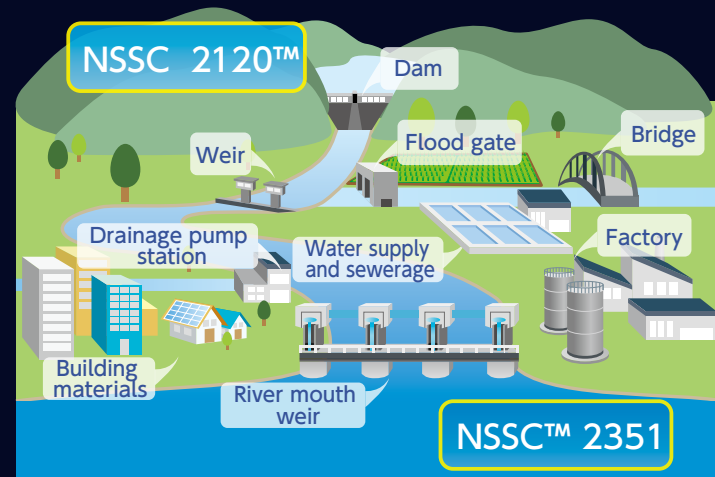 NSSC 2120™
Dam
Weir
Flood gate
Bridge
Drainage pump
station
Water supply
and sewerage
Factory
Building
materials
River mouth
weir
NSSC™ 2351